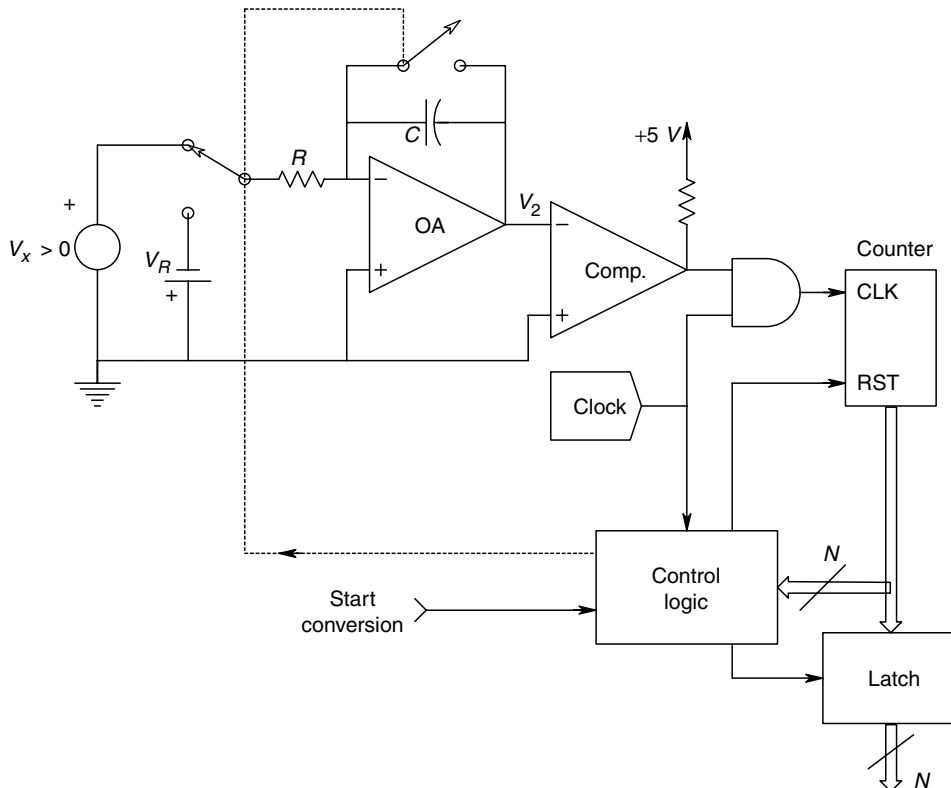 C
+5 V
R
−
+
OA
V2
Vx > 0
+
VR
+
−
Comp.
+
Counter
CLK
RST
Clock
N
Control
logic
Start
conversion
Latch
N